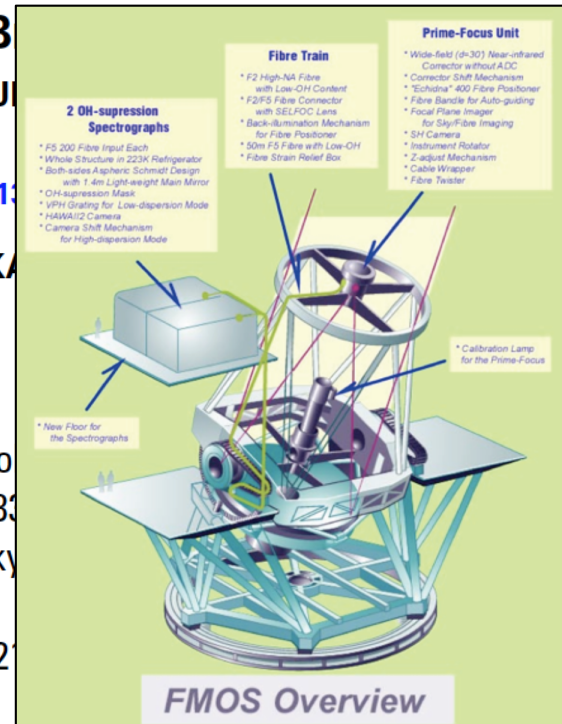 2 OH-supression
Spectrographs
* F5 200 Fibre Input Each
* Whole Structure in 223K Refrigerator
* Both-sides Aspheric Schmidt Design
with 1.4m Light-weight Main Mirror
* OH-supression Mask
* VPH Grating for Low-dispersion Mode
* HAWAII2 Camera
* Camera Shift Mechanism
for High-dispersion Mode
Fibre Train
* F2 High-NA Fibre
with Low-OH Content
* F2/F5 Fibre Connector
with SELFOC Lens
* Back-illumination Mechanism
for Fibre Positioner
* 50m F5 Fibre with Low-OH
* Fibre Strain Relief Box
Prime-Focus Unit
* Wide-field (d=30') Near-infrared
Corrector without ADC
* Corrector Shift Mechanism
* "Echidna" 400 Fibre Positioner
* Fibre Bandle for Auto-guiding
* Focal Plane Imager
for Sky/Fibre Imaging
* SH Camera
* Instrument Rotator
* Z-adjust Mechanism
* Cable Wrapper
* Fibre Twister
* Calibration Lamp
for the Prime-Focus
* New Floor for
the Spectrographs
FMOS Overview